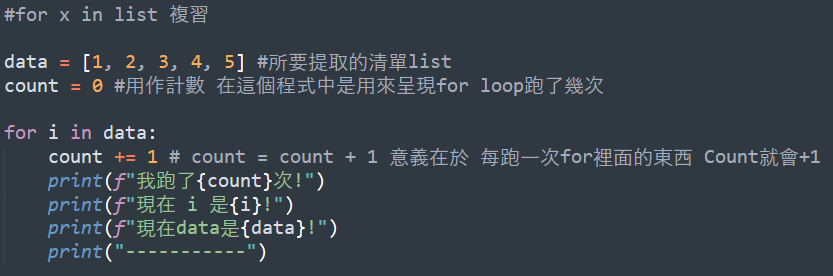 #for x in list 複習
data = [1, 2, 3, 4, 5] #所要提取的清單list
count = 0 #用作計數 在這個程式中是用來呈現for loop跑了幾次
for i in data:
    count += 1 # count = count + 1 意義在於 每跑一次for裡面的東西 Count就會+1
    print(f"我跑了{count}次!")
    print(f"現在 i 是{i}!")
    print(f"現在data是{data}!")
    print("-----------")